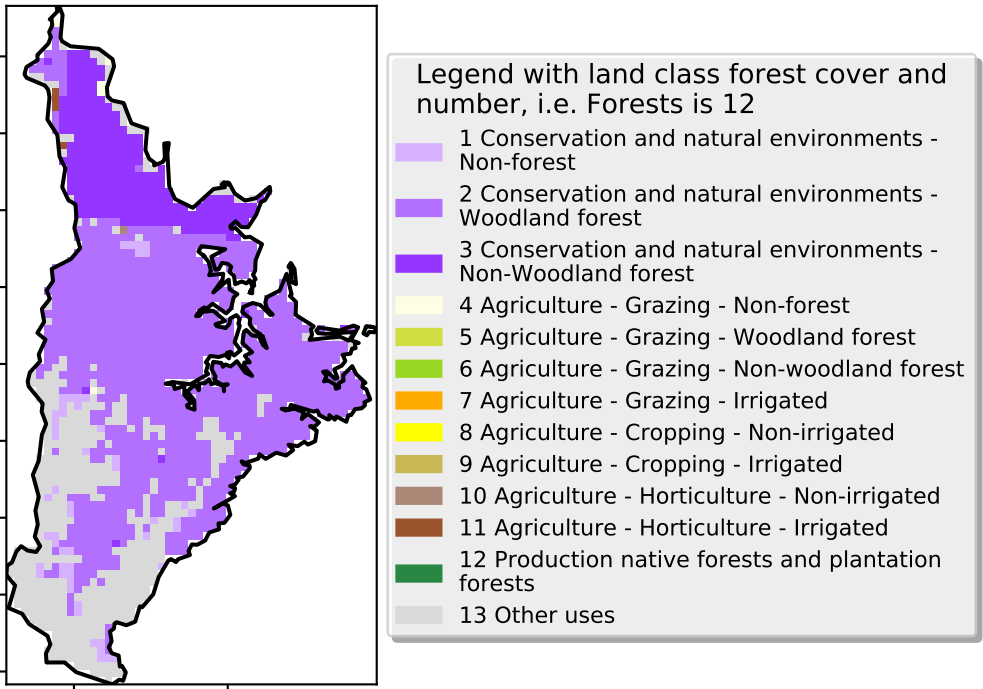 Legend with land class forest cover and
number, i.e. Forests is 12
1 Conservation and natural environments -
Non-forest
2 Conservation and natural environments -
Woodland forest
3 Conservation and natural environments -
Non-Woodland forest
4 Agriculture - Grazing - Non-forest
5 Agriculture - Grazing - Woodland forest
6 Agriculture - Grazing - Non-woodland forest
7 Agriculture - Grazing - Irrigated
8 Agriculture - Cropping - Non-irrigated
9 Agriculture - Cropping - Irrigated
10 Agriculture - Horticulture - Non-irrigated
11 Agriculture - Horticulture - Irrigated
12 Production native forests and plantation
forests
13 Other uses